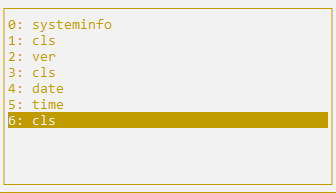 0: systeminfo
1: cls
2: ver
3: cls
4: date
5: time
6: cls